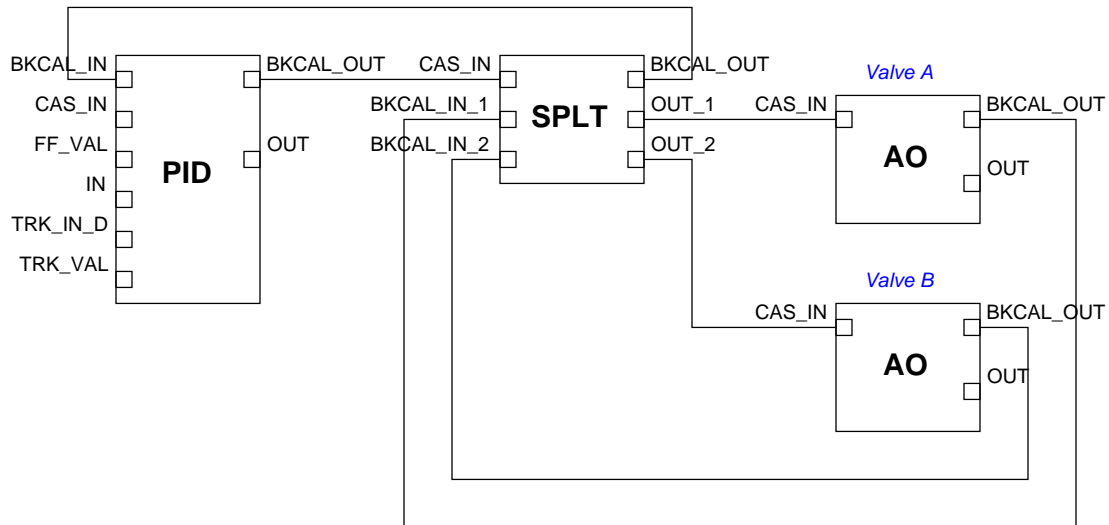 BKCAL_IN
CAS_IN
FF_VAL
IN
TRK_IN_D
TRK_VAL
PID
BKCAL_OUT
OUT
CAS_IN
BKCAL_IN_1
BKCAL_IN_2
SPLT
BKCAL_OUT
OUT_1
OUT_2
Valve A
CAS_IN
AO
BKCAL_OUT
OUT
Valve B
CAS_IN
AO
BKCAL_OUT
OUT